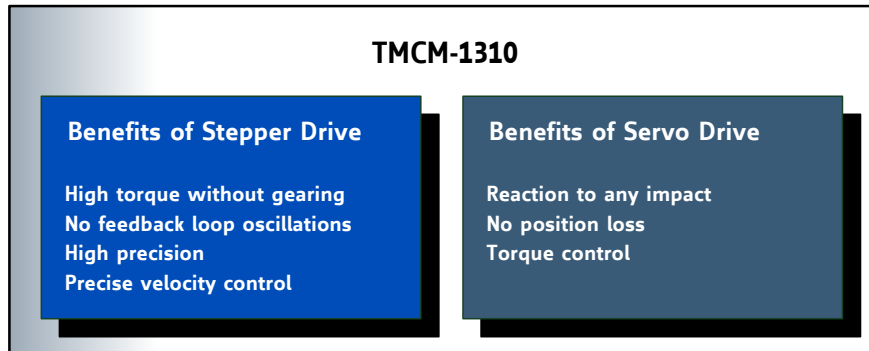 TMCM-1310
Benefits of Stepper Drive
High torque without gearing
No feedback loop oscillations
High precision
Precise velocity control
Benefits of Servo Drive
Reaction to any impact
No position loss
Torque control